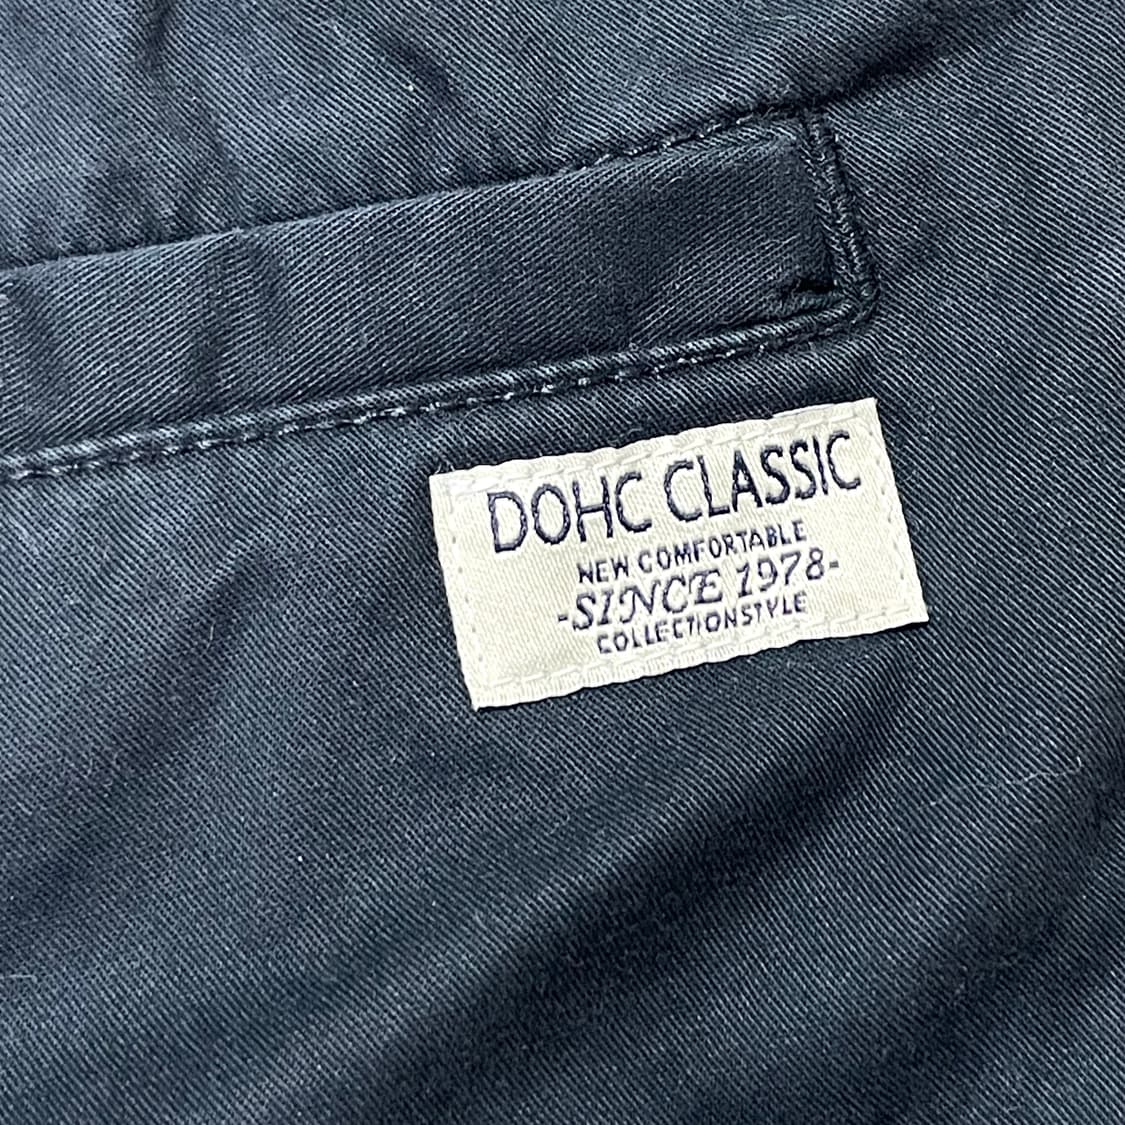 DOHC CLASSIC
NEW COMFORTABLE
-SINCE 1978-
COLLECTIONSTYLE